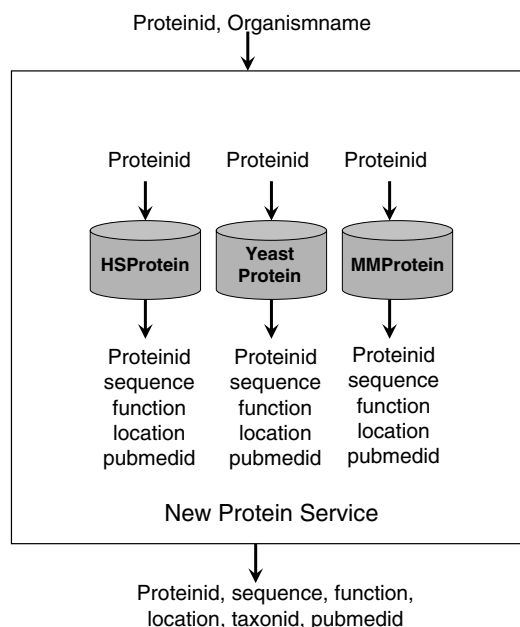 Proteinid, Organismname
Proteinid Proteinid Proteinid
HSProtein Yeast Protein MMProtein
Proteinid Proteinid Proteinid
sequence sequence sequence
function function function
location location location
pubmedid pubmedid pubmedid
New Protein Service
Proteinid, sequence, function,
location, taxonid, pubmedid